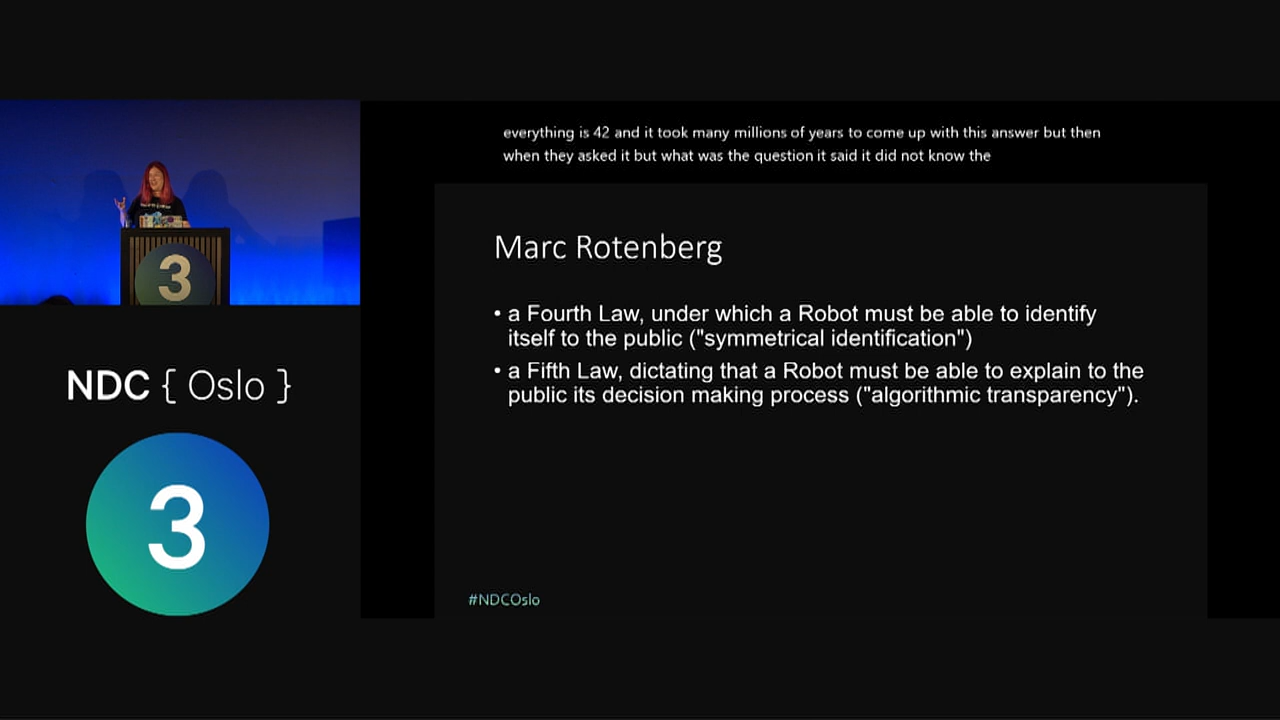 everything is 42 and it took many millions of years to come up with this answer but then
when they asked it but what was the question it said it did not know the
Marc Rotenberg
• a Fourth Law, under which a Robot must be able to identify
itself to the public ("symmetrical identification")
• a Fifth Law, dictating that a Robot must be able to explain to the
public its decision making process ("algorithmic transparency").
#NDCOslo
3
NDC { Oslo }
3